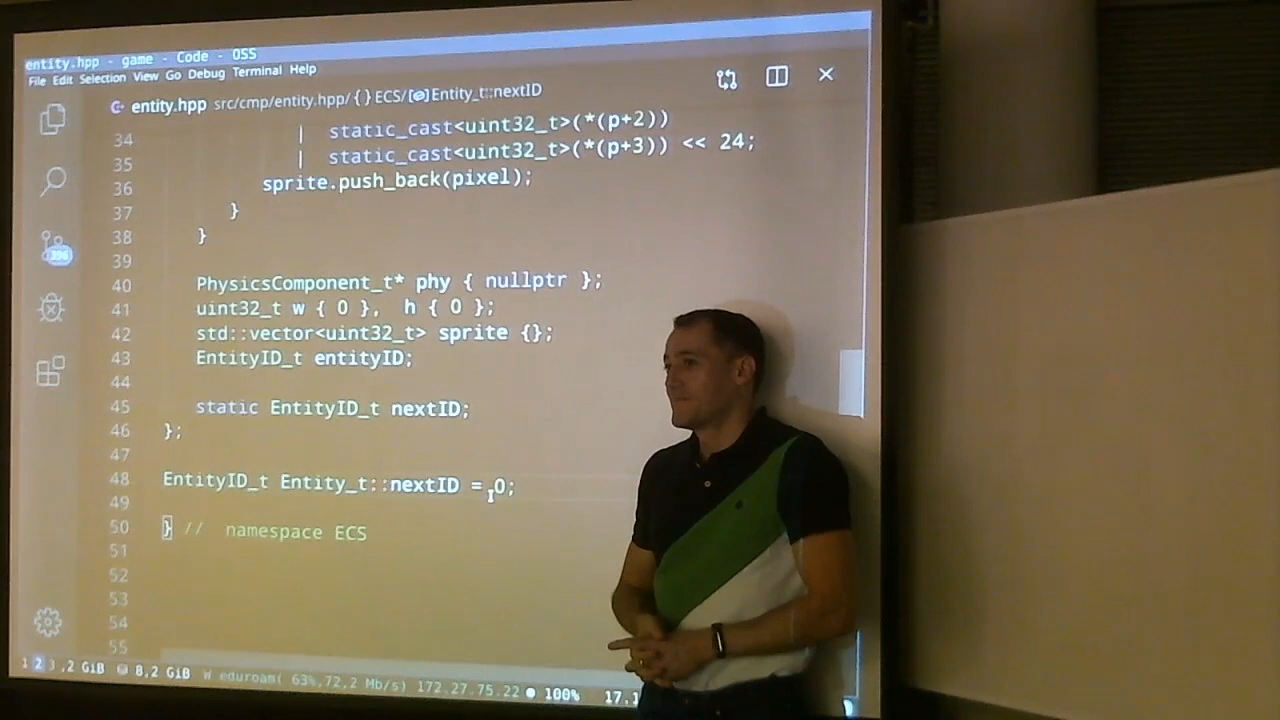 entity.hpp - game - Code - OSS
File Edit Selection View Go Debug Terminal Help
entity.hpp src/cmp/entity.hpp/{}ECS/Entity_t::nextID
34 | static_cast<uint32_t>(*(p+2))
35 | static_cast<uint32_t>(*(p+3)) << 24;
36 sprite.push_back(pixel);
37 }
38 }
39
40 PhysicsComponent_t* phy { nullptr };
41 uint32_t w { 0 }, h { 0 };
42 std::vector<uint32_t> sprite {};
43 EntityID_t entityID;
44
45 static EntityID_t nextID;
46 };
47
48 EntityID_t Entity_t::nextID = 0;
49
50 } // namespace ECS
51
52
53
54
55
1 2 3 ,2 GiB 8,2 GiB W eduroam( 63%,72,2 Mb/s) 172.27.75.22 100% 17.1